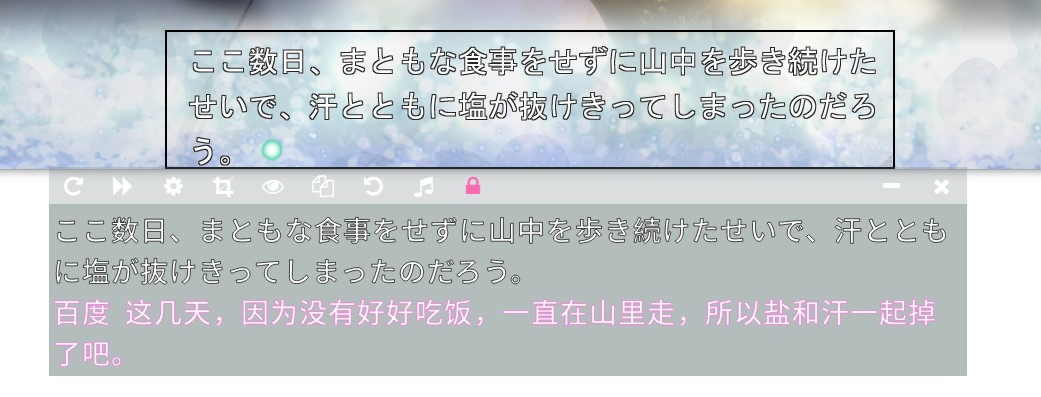 ここ数日、まともな食事をせずに山中を歩き続けた
せいで、汗とともに塩が抜けきってしまったのだろ
う。
ここ数日、まともな食事をせずに山中を歩き続けたせいで、汗ととも
に塩が抜けきってしまったのだろう。
百度 这几天，因为没有好好吃饭，一直在山里走，所以盐和汗一起掉
了吧。